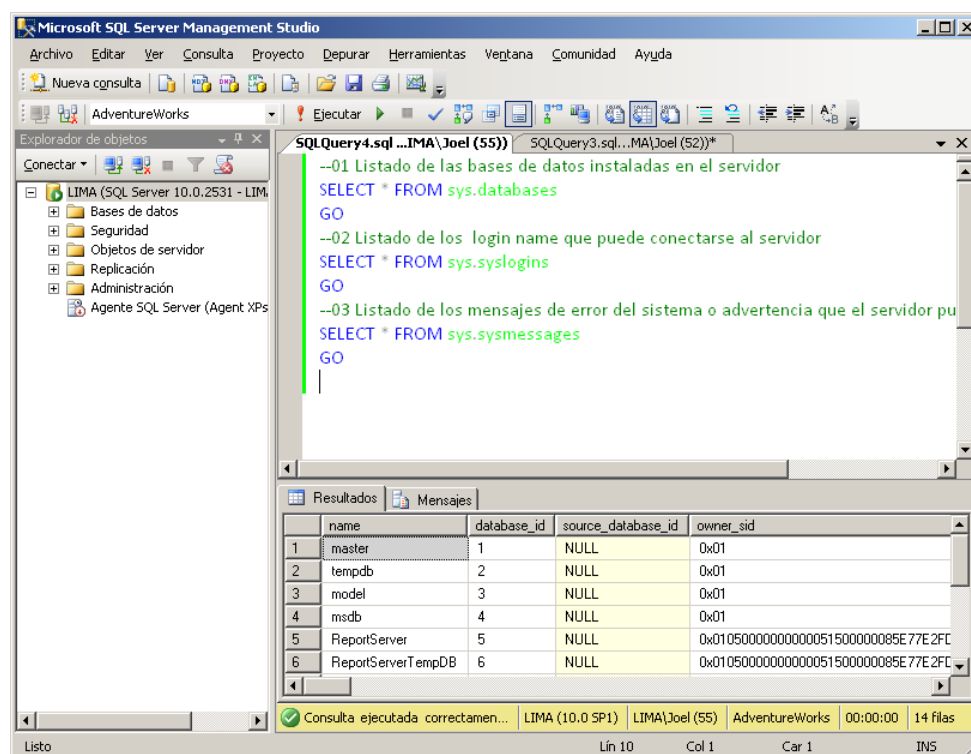 Microsoft SQL Server Management Studio
Archivo Editar Ver Consulta Proyecto Depurar Herramientas Ventana Comunidad Ayuda
Nueva consulta
AdventureWorks Ejecutar
Explorador de objetos
Conectar
LIMA (SQL Server 10.0.2531 - LIM
Bases de datos
Seguridad
Objetos de servidor
Replicación
Administración
Agente SQL Server (Agent XPs
SQLQuery4.sql ...IMA\Joel (55)) SQLQuery3.sql...MA\Joel (52))*
--01 Listado de las bases de datos instaladas en el servidor
SELECT * FROM sys.databases
GO
--02 Listado de los  login name que puede conectarse al servidor
SELECT * FROM sys.syslogins
GO
--03 Listado de los mensajes de error del sistema o advertencia que el servidor pu
SELECT * FROM sys.sysmessages
GO
Resultados Mensajes
name database_id source_database_id owner_sid
1 master 1 NULL 0x01
2 tempdb 2 NULL 0x01
3 model 3 NULL 0x01
4 msdb 4 NULL 0x01
5 ReportServer 5 NULL 0x010500000000000515000000085E77E2FD
6 ReportServerTempDB 6 NULL 0x010500000000000515000000085E77E2FD
Consulta ejecutada correctamen... LIMA (10.0 SP1) LIMA\Joel (55) AdventureWorks 00:00:00 14 filas
Listo Lín 10 Col 1 Car 1 INS